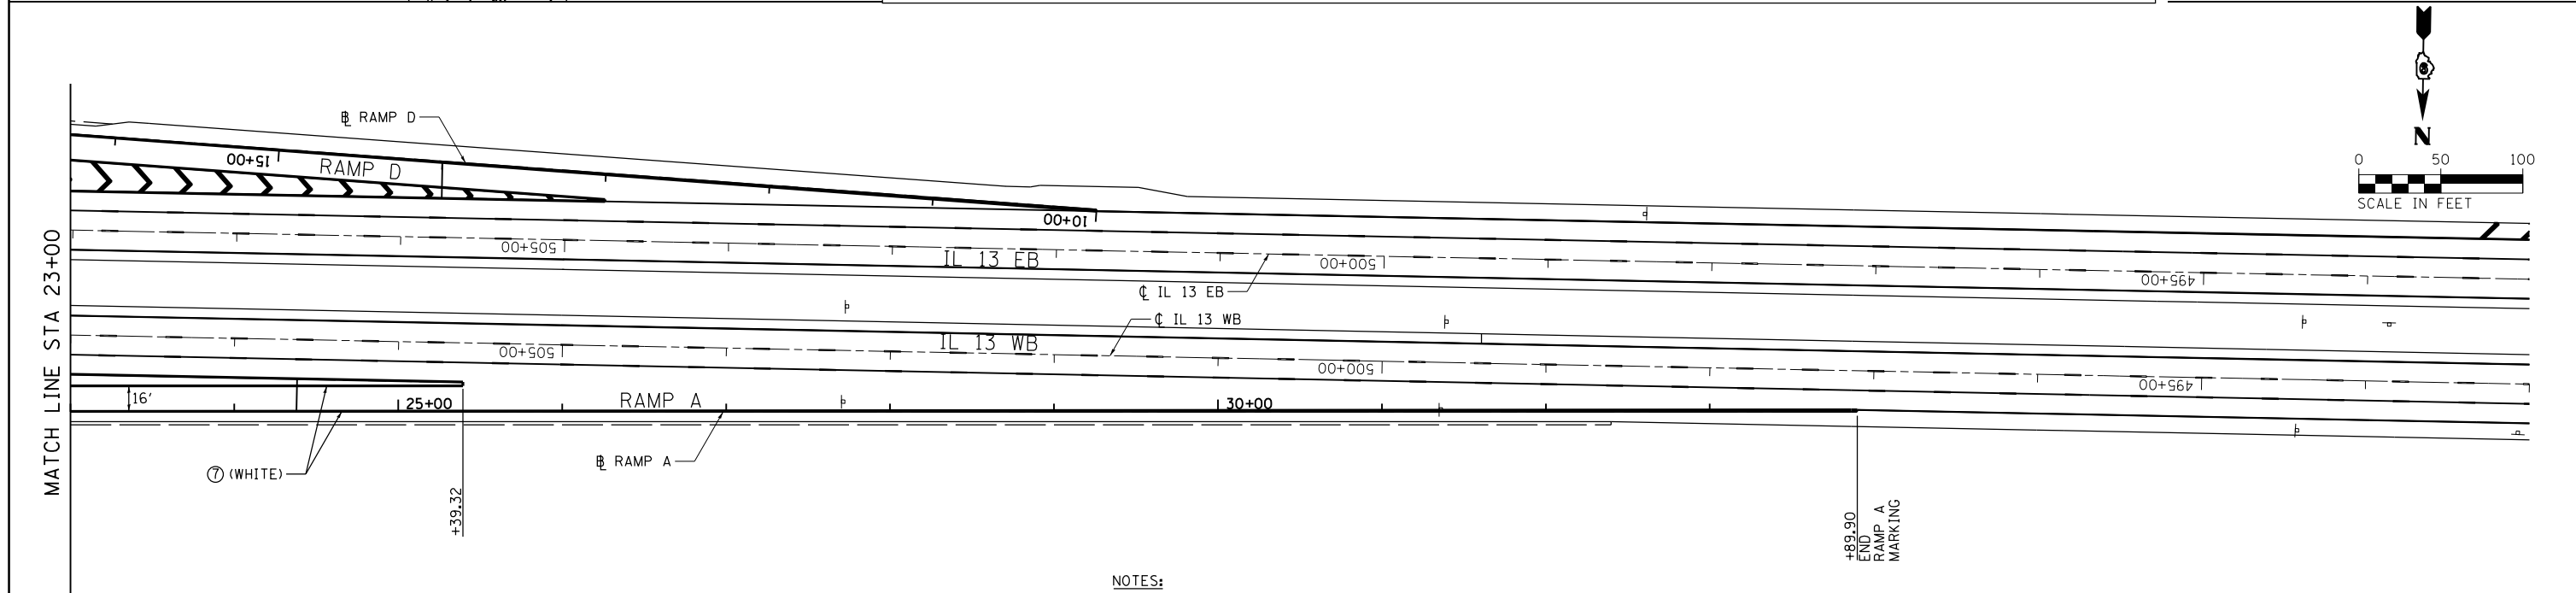 N
0 50 100
SCALE IN FEET
MATCH LINE STA 23+00
℄ RAMP D
15+00
RAMP D
10+00
505+00
IL 13 EB
500+00
495+00
℄ IL 13 EB
℄ IL 13 WB
505+00
IL 13 WB
500+00
495+00
16'
25+00
RAMP A
30+00
7 (WHITE)
℄ RAMP A
+39.32
+89.90
END
RAMP A
MARKING
NOTES: